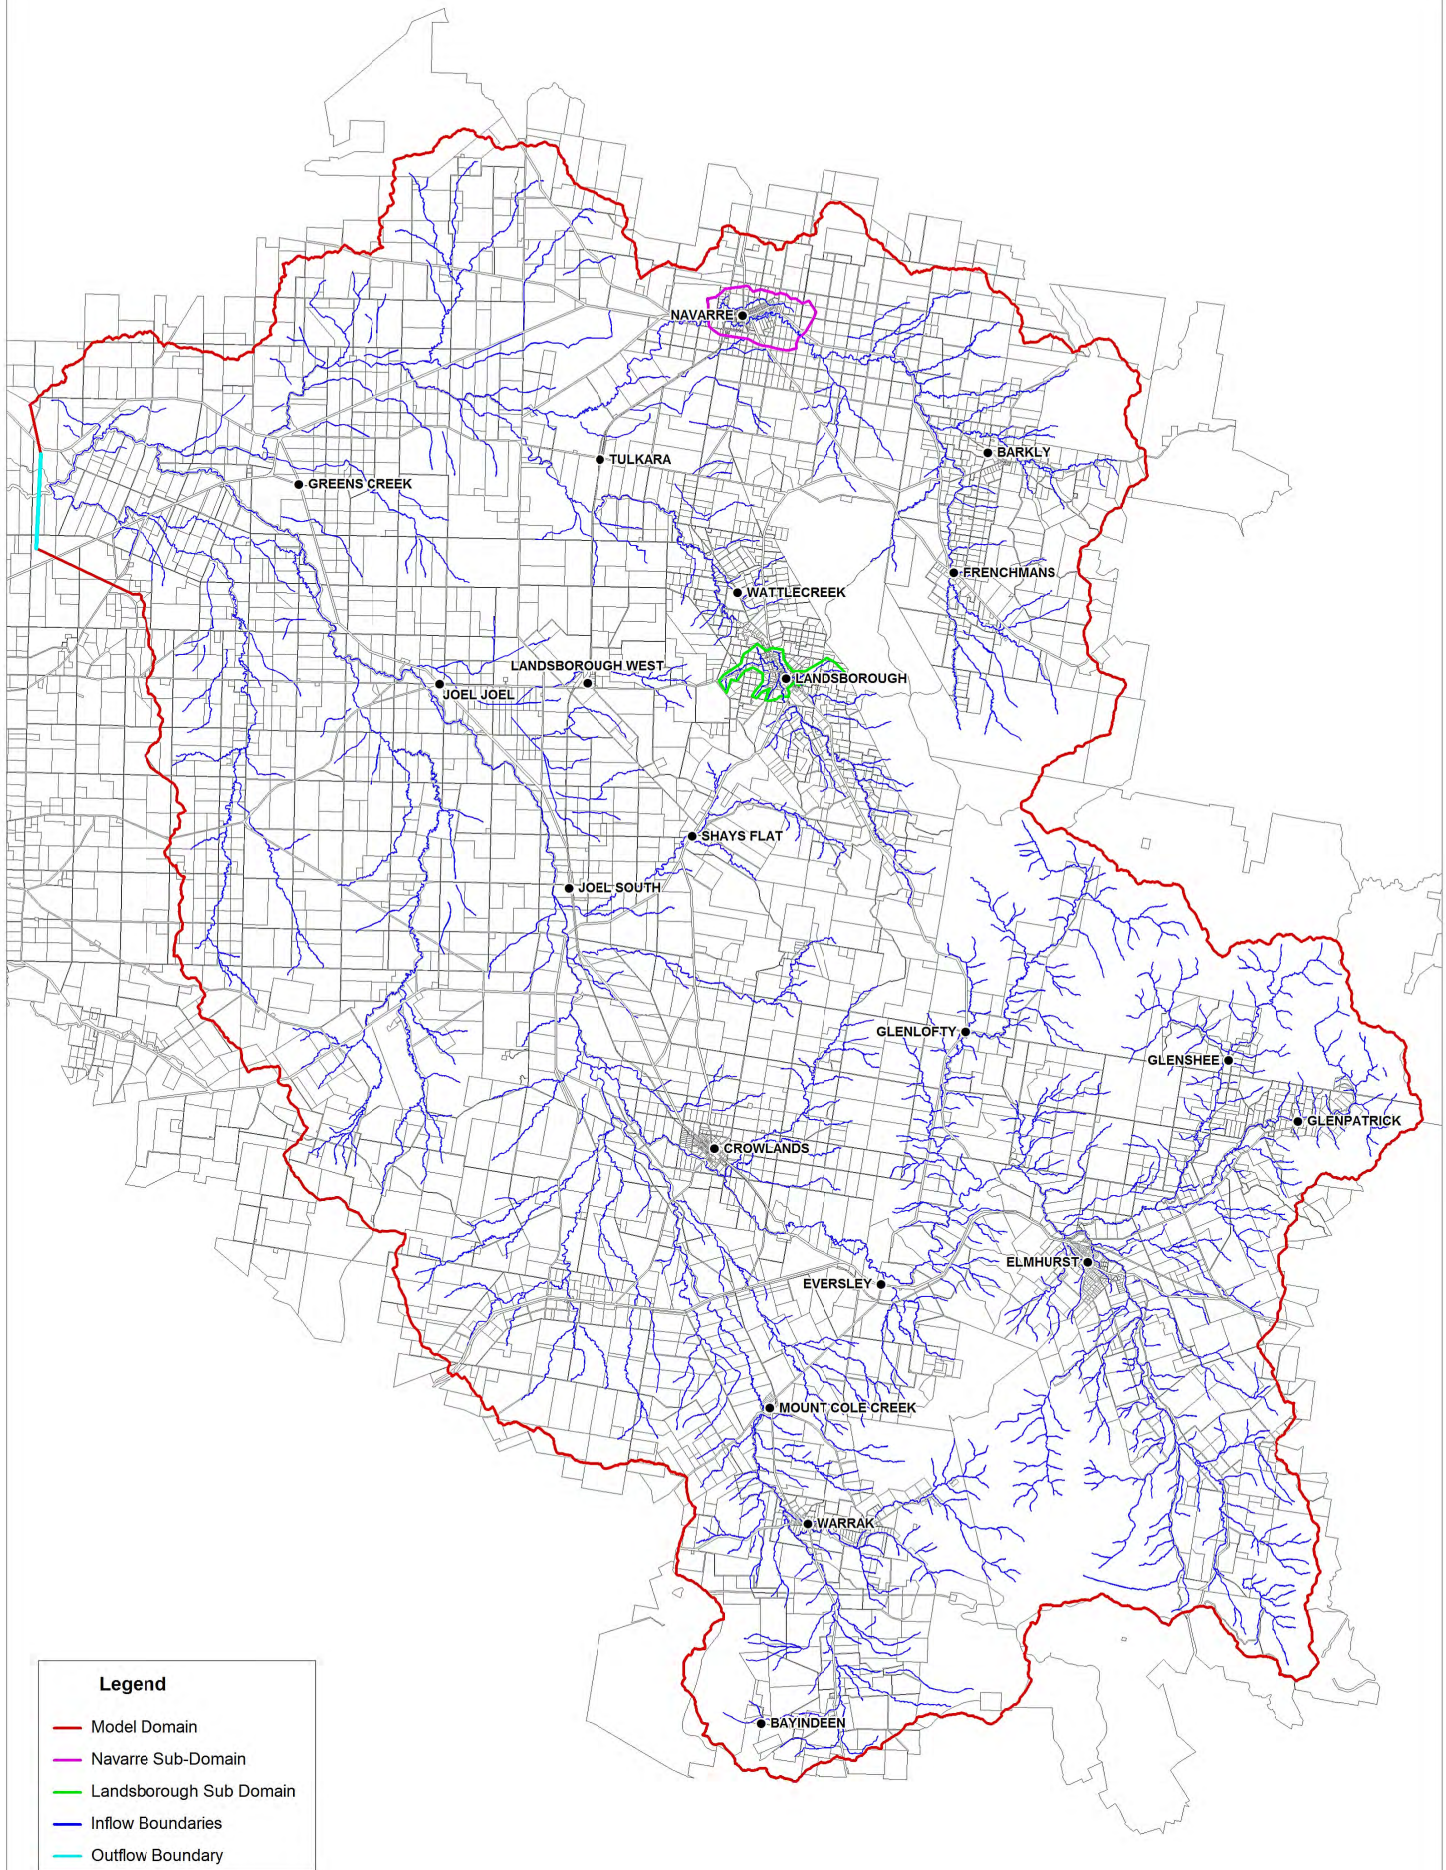 NAVARRE
TULKARA
BARKLY
GREENS CREEK
FRENCHMANS
WATTLECREEK
LANDSBOROUGH WEST
LANDSBOROUGH
JOEL JOEL
SHAYS FLAT
JOEL SOUTH
GLENLOFTY
GLENSHEE
GLENPATRICK
CROWLANDS
ELMHURST
EVERSLEY
MOUNT COLE CREEK
WARRAK
BAYINDEEN
Legend
Model Domain
Navarre Sub-Domain
Landsborough Sub Domain
Inflow Boundaries
Outflow Boundary